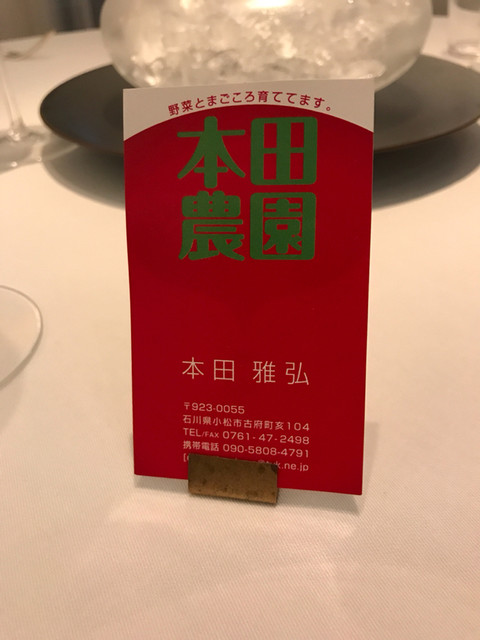 野菜とまごころ育ててます。
本田
農園
本田 雅弘
〒923-0055
石川県小松市古府町亥104
TEL/FAX 0761-47-2498
携帯電話 090-5808-4791
.ne.jp